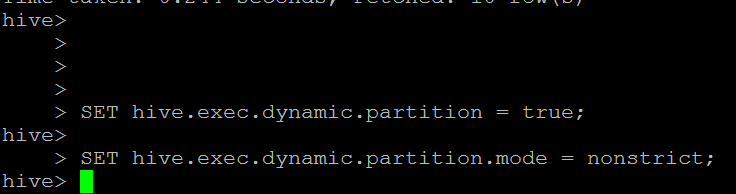 hive>
>
>
>
> SET hive.exec.dynamic.partition = true;
hive>
> SET hive.exec.dynamic.partition.mode = nonstrict;
hive>